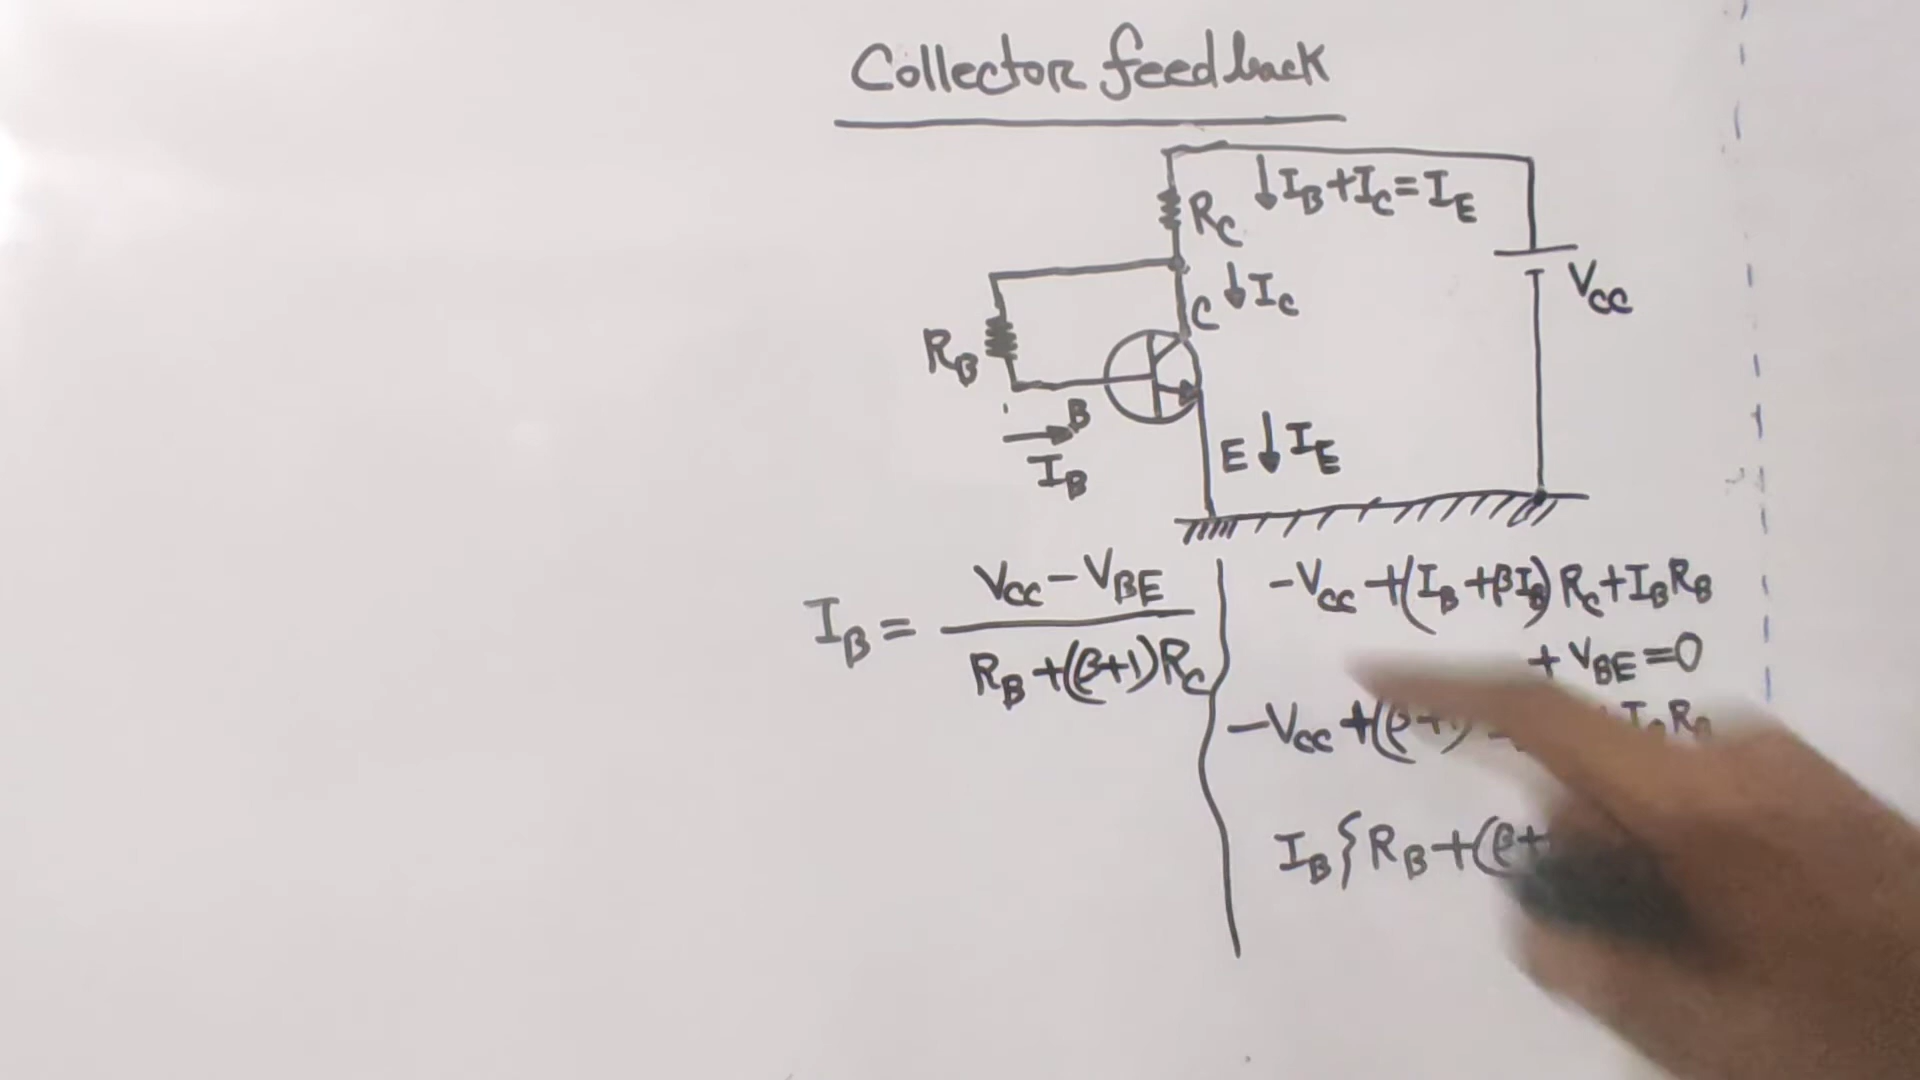 Collector feedback
↓ I_B + I_C = I_E
R_C
↓ I_C
V_CC
C
R_B
B
→
I_B
E ↓ I_E
I_B = (V_CC - V_BE) / (R_B + (β+1)R_C)
-V_CC + (I_B + βI_B) R_C + I_B R_B
+ V_BE = 0
-V_CC + (β+1)
I_B { R_B + (β+